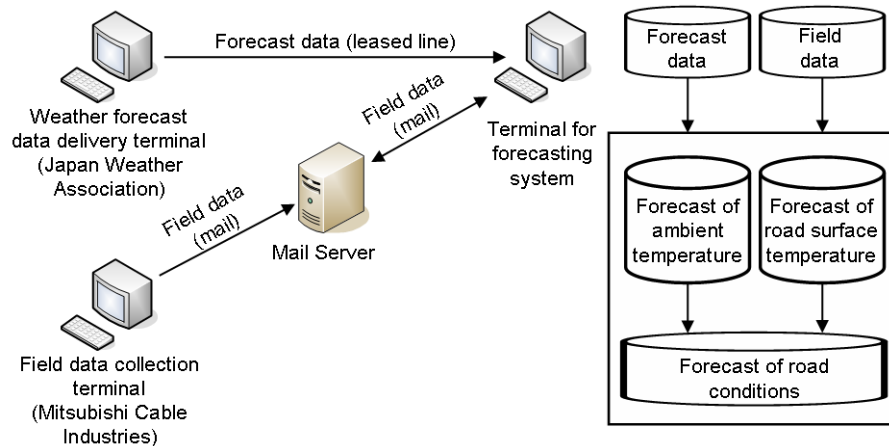 Forecast data (leased line)
Weather forecast
data delivery terminal
(Japan Weather
Association)
Field data
(mail)
Terminal for
forecasting
system
Field data
(mail)
Mail Server
Field data collection
terminal
(Mitsubishi Cable
Industries)
Forecast
data
Field
data
Forecast of
ambient
temperature
Forecast of
road surface
temperature
Forecast of road
conditions